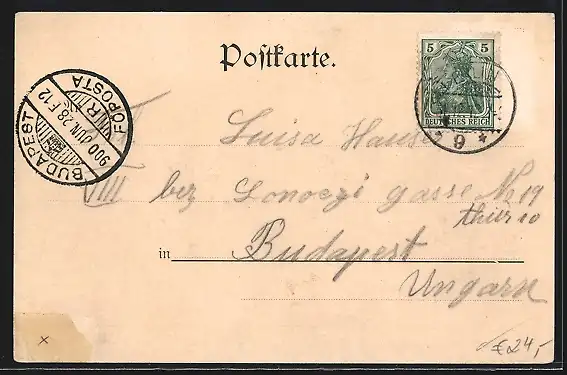 Postkarte.
5 5
DEUTSCHES REICH
BUDAPEST
900 JUN 28 F 12
FŐPOSTA
9
Luisa Hauser
VIII bez Lonoczi gasse No 19
thür 10
in Budapest
Ungarn
x
€24,-